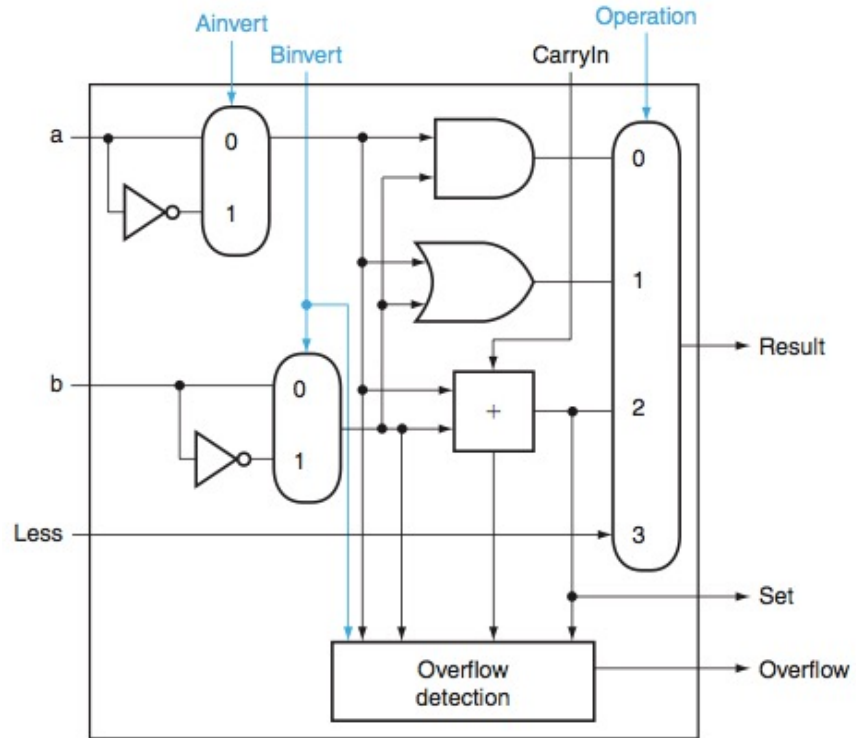 Ainvert
Operation
Binvert
CarryIn
a
0
0
1
1
Result
b
0
+
2
1
Less
3
Set
Overflow
detection
Overflow